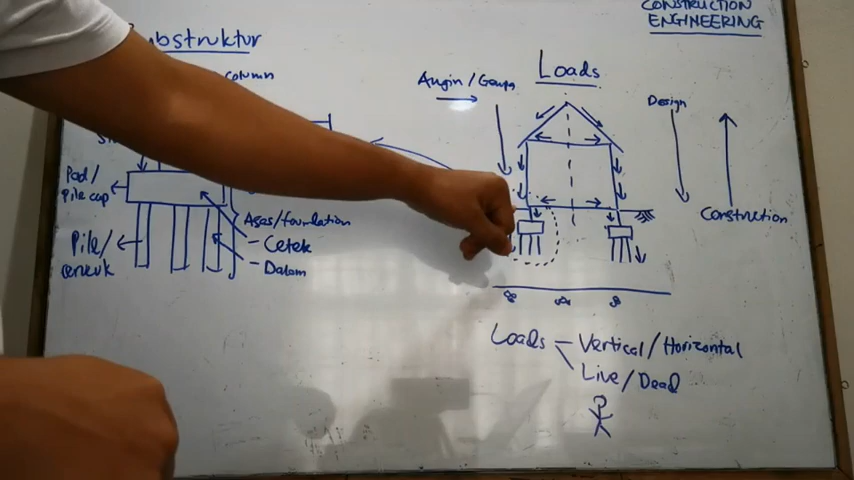 CONSTRUCTION
ENGINEERING
Substruktur
Column
Pad/
Pile cap
Asas/foundation
- Cetek
- Dalam
Pile/
cerucuk
Angin/Gempa
Loads
Design
Construction
Loads - Vertical/Horizontal
Live/Dead